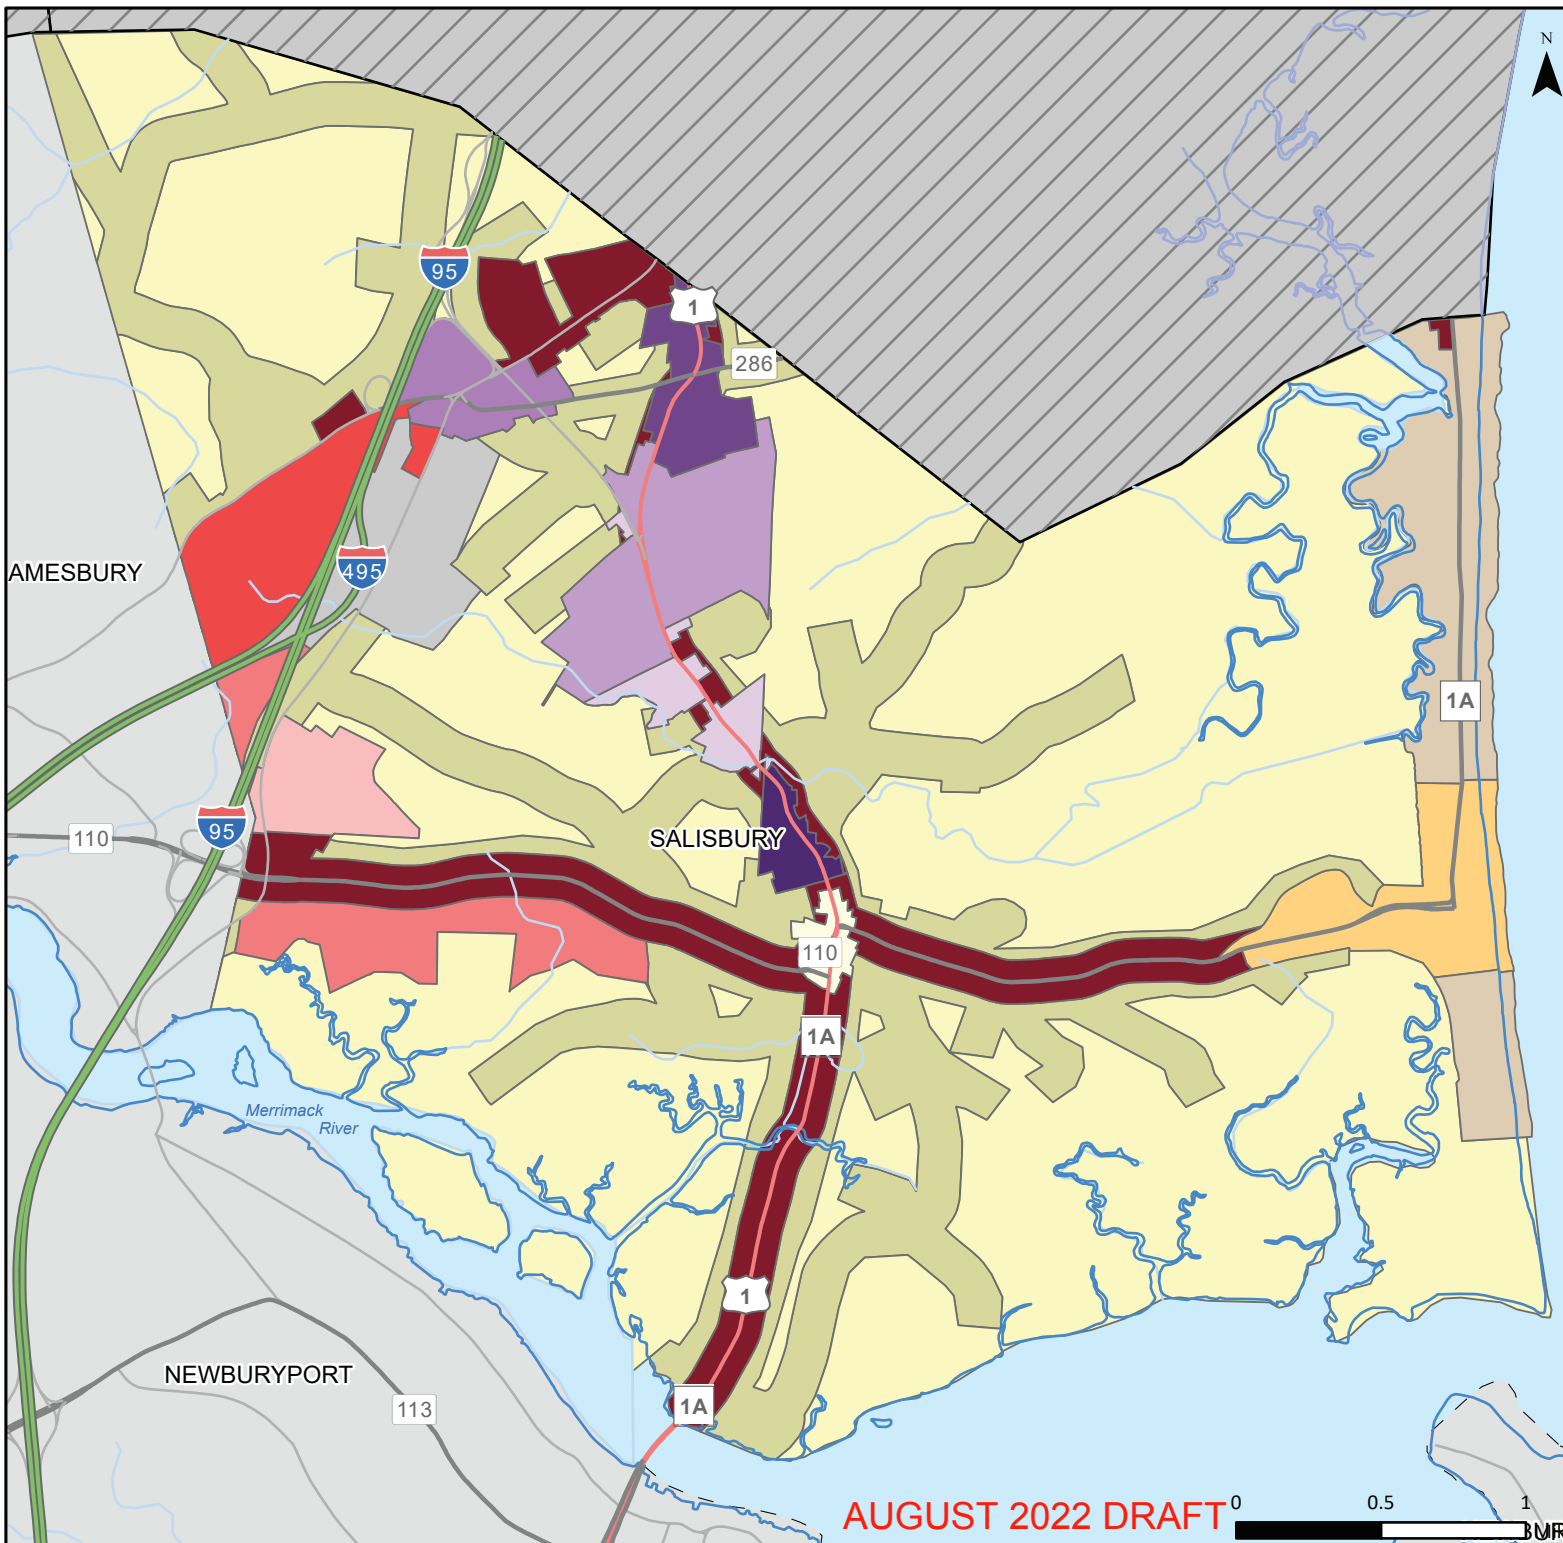 N
95
1
286
AMESBURY
495
1A
95
110
SALISBURY
110
1A
Merrimack
River
1
NEWBURYPORT
1A
113
AUGUST 2022 DRAFT
0 0.5 1